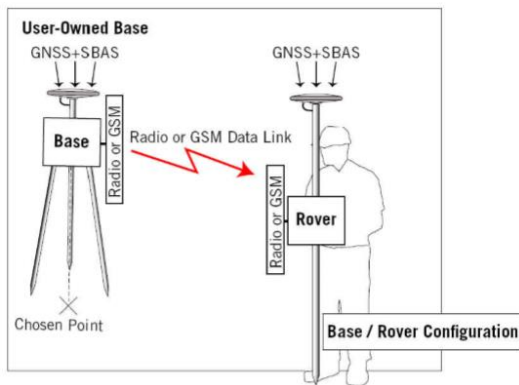 User-Owned Base
GNSS+SBAS
GNSS+SBAS
Base
Radio or GSM
Radio or GSM Data Link
Radio or GSM
Rover
Chosen Point
Base / Rover Configuration